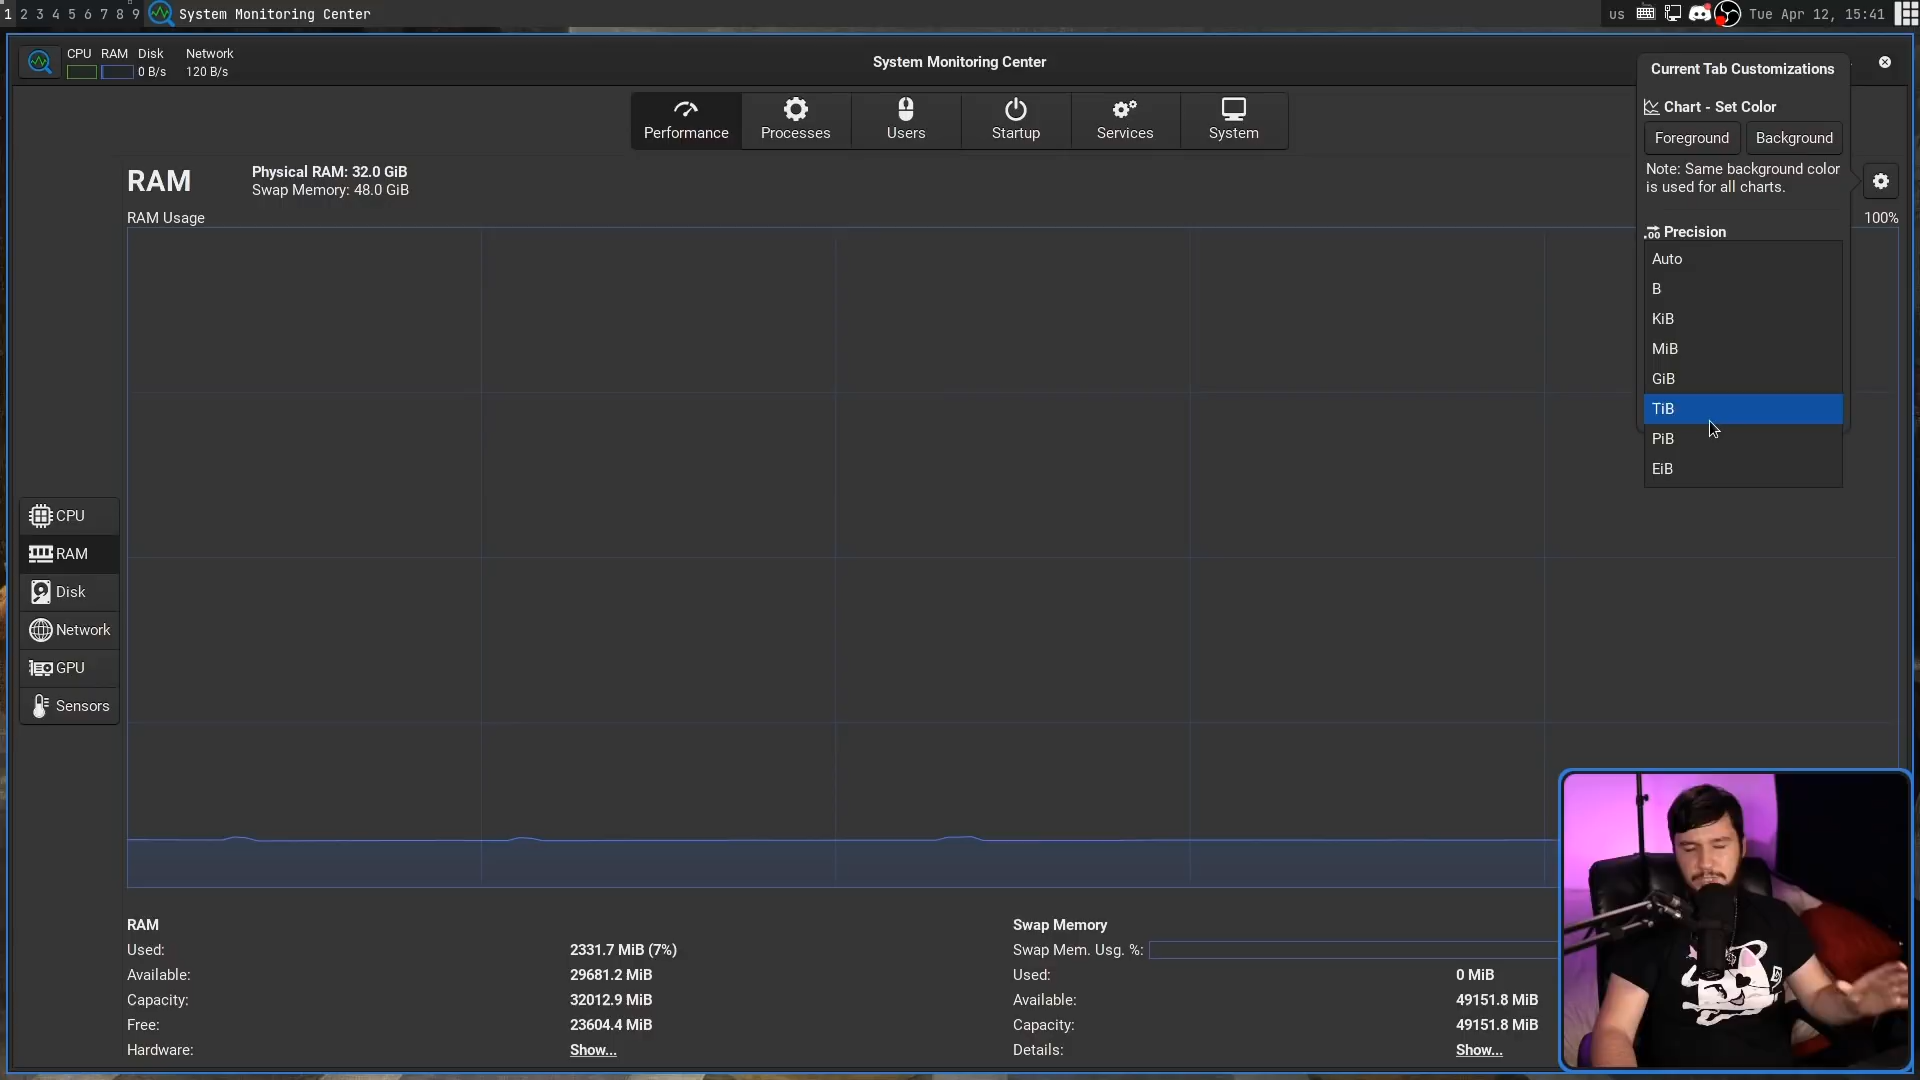 1 2 3 4 5 6 7 8 9 System Monitoring Center
us Tue Apr 12, 15:41
CPU RAM Disk Network
0 B/s 120 B/s
System Monitoring Center
Performance Processes Users Startup Services System
RAM
Physical RAM: 32.0 GiB
Swap Memory: 48.0 GiB
RAM Usage
100%
Current Tab Customizations
Chart - Set Color
Foreground Background
Note: Same background color
is used for all charts.
.00 Precision
Auto
B
KiB
MiB
GiB
TiB
PiB
EiB
CPU
RAM
Disk
Network
GPU
Sensors
RAM
Used: 2331.7 MiB (7%)
Available: 29681.2 MiB
Capacity: 32012.9 MiB
Free: 23604.4 MiB
Hardware: Show...
Swap Memory
Swap Mem. Usg. %:
Used: 0 MiB
Available: 49151.8 MiB
Capacity: 49151.8 MiB
Details: Show...